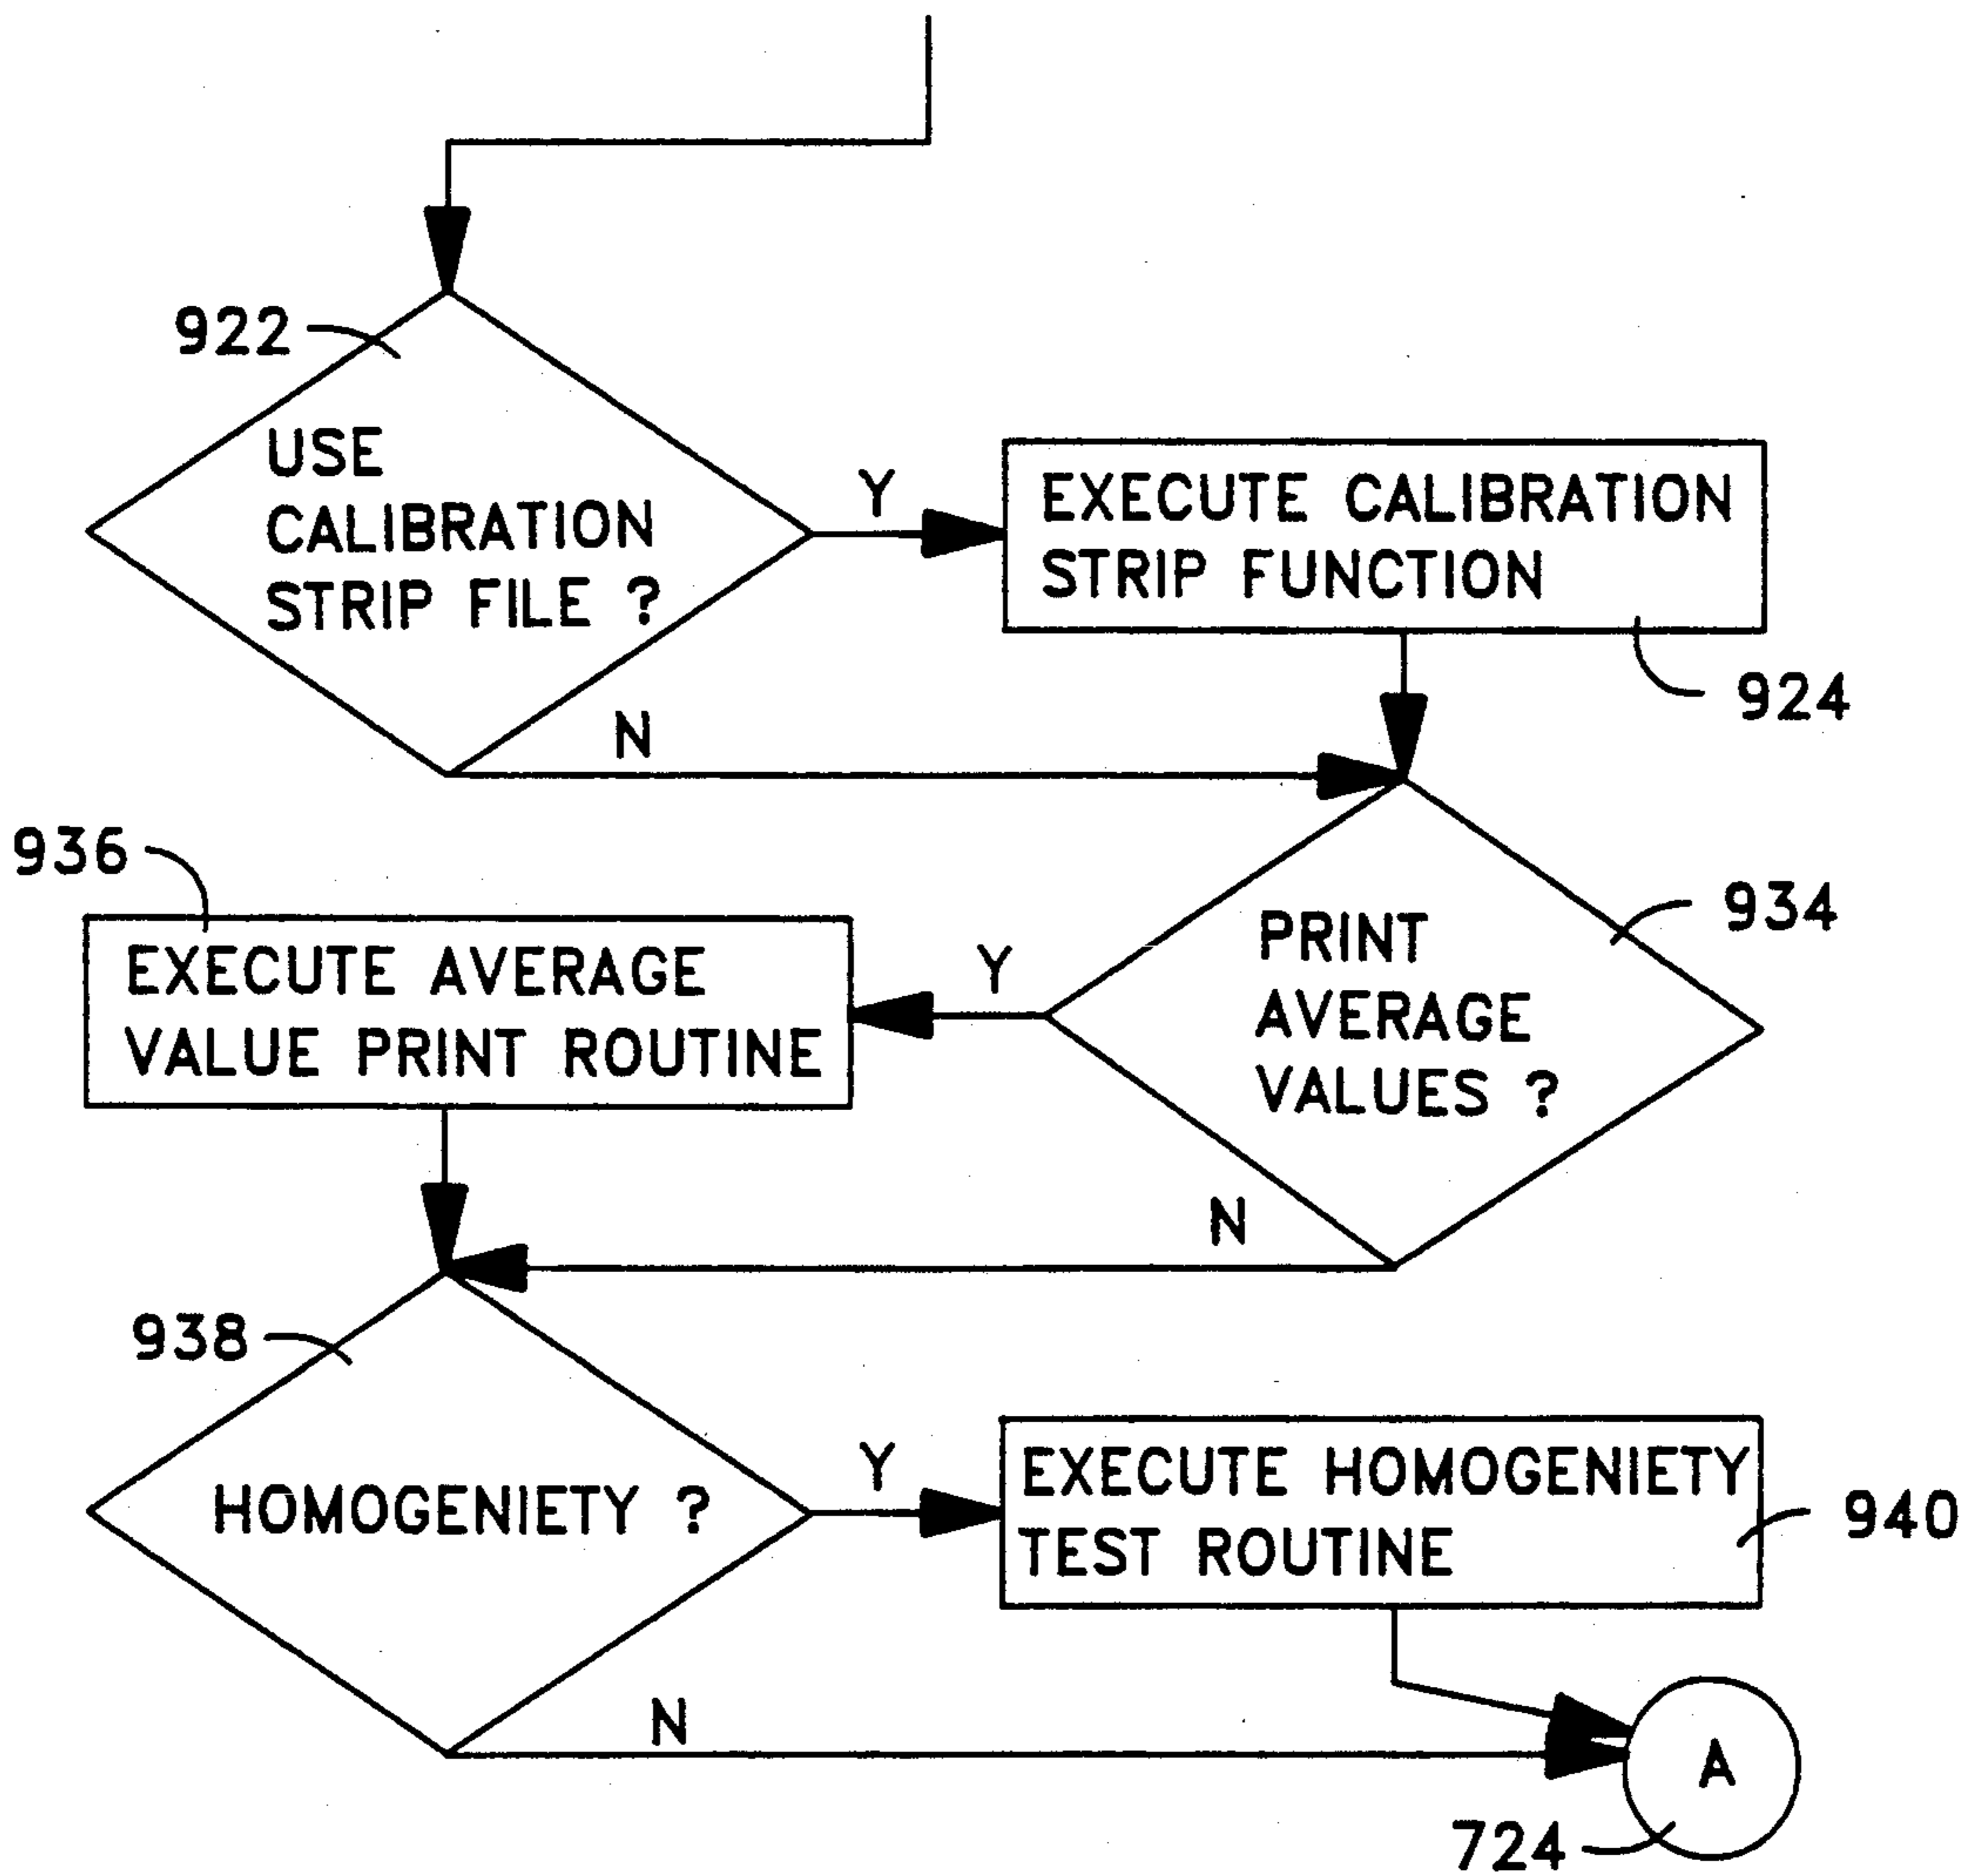 922
USE
CALIBRATION
STRIP FILE ?
Y
EXECUTE CALIBRATION
STRIP FUNCTION
924
N
936
EXECUTE AVERAGE
VALUE PRINT ROUTINE
Y
PRINT
AVERAGE
VALUES ?
934
N
938
HOMOGENIETY ?
Y
EXECUTE HOMOGENIETY
TEST ROUTINE
940
N
A
724